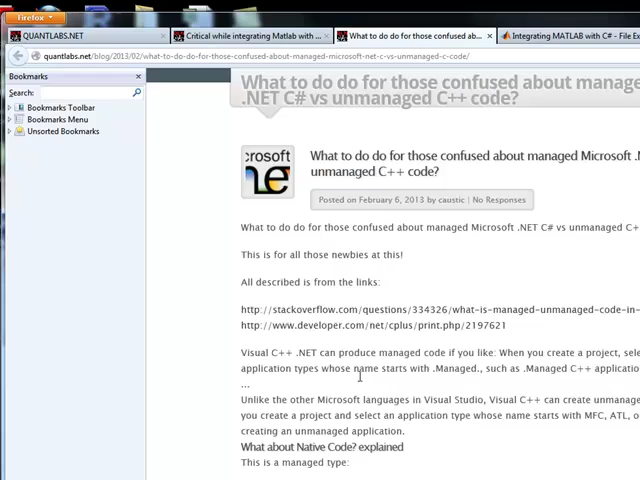 Firefox
QUANTLABS.NET
Critical while integrating Matlab with ...
What to do do for those confused ab...
Integrating MATLAB with C# - File Ex
quantlabs.net/blog/2013/02/what-to-do-do-for-those-confused-about-managed-microsoft-net-c-vs-unmanaged-c-code/
Bookmarks
Search:
Bookmarks Toolbar
Bookmarks Menu
Unsorted Bookmarks
What to do do for those confused about manage
.NET C# vs unmanaged C++ code?
crosoft
What to do do for those confused about managed Microsoft .N
unmanaged C++ code?
Posted on February 6, 2013 by caustic | No Responses
What to do do for those confused about managed Microsoft .NET C# vs unmanaged C+
This is for all those newbies at this!
All described is from the links:
http://stackoverflow.com/questions/334326/what-is-managed-unmanaged-code-in-
http://www.developer.com/net/cplus/print.php/2197621
Visual C++ .NET can produce managed code if you like: When you create a project, sele
application types whose name starts with .Managed., such as .Managed C++ applicatio
...
Unlike the other Microsoft languages in Visual Studio, Visual C++ can create unmanage
you create a project and select an application type whose name starts with MFC, ATL, o
creating an unmanaged application.
What about Native Code? explained
This is a managed type: